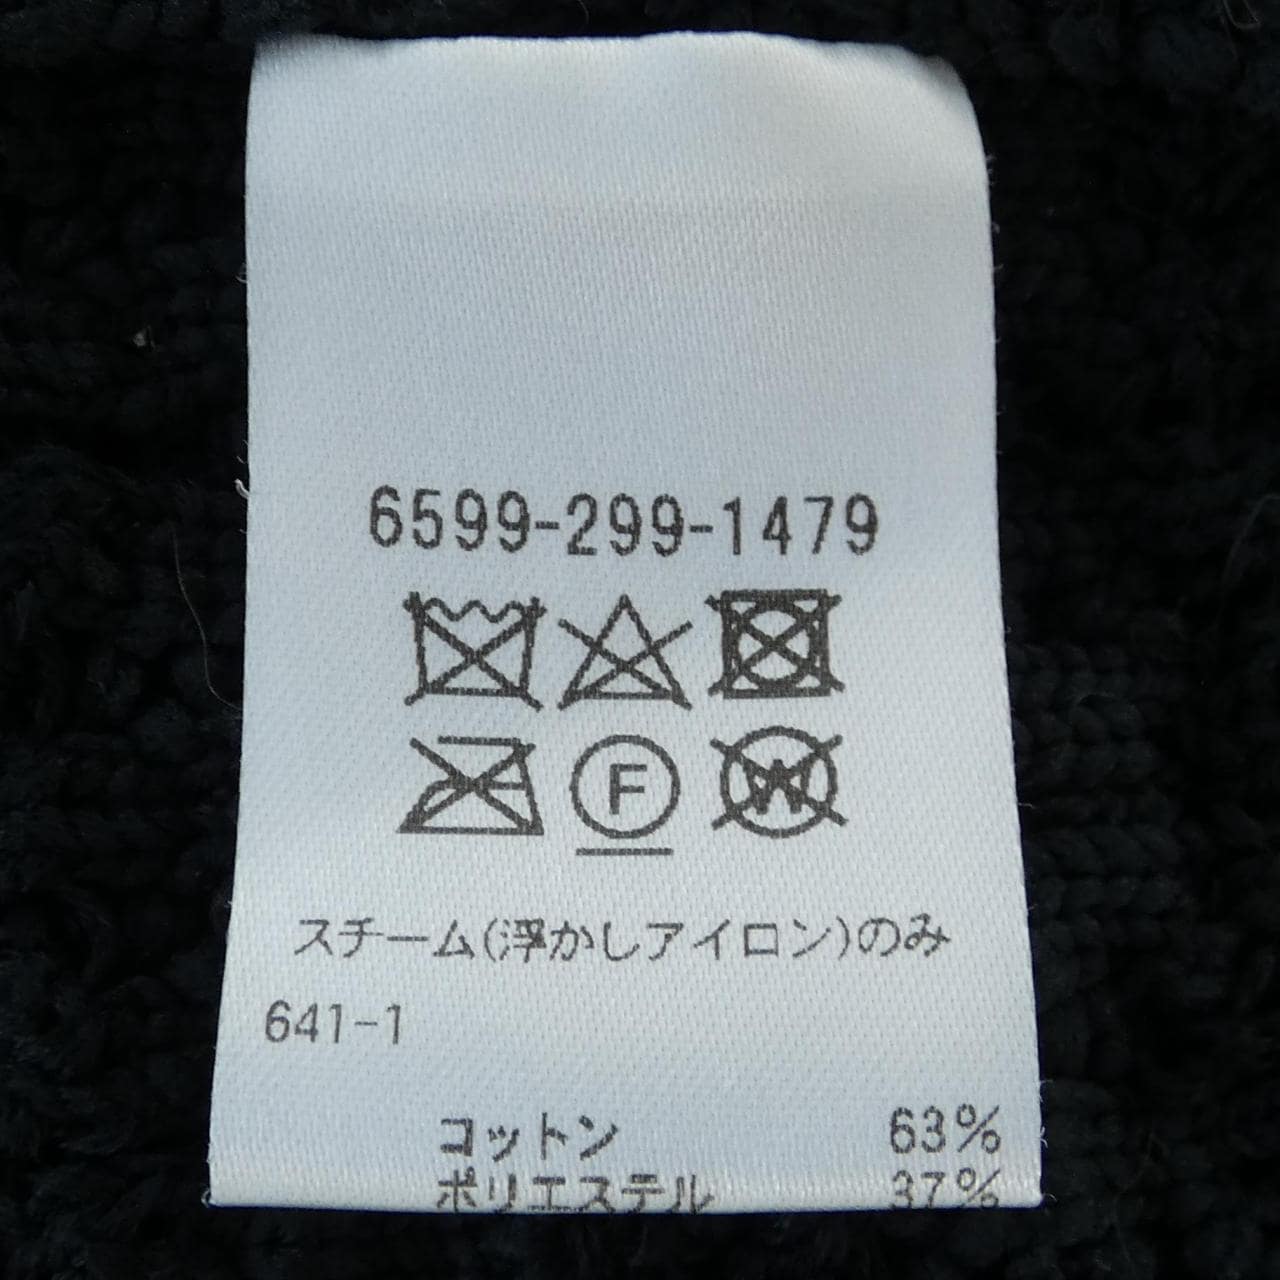 6599-299-1479
F W
スチーム(浮かしアイロン)のみ
641-1
コットン 63%
ポリエステル 37%